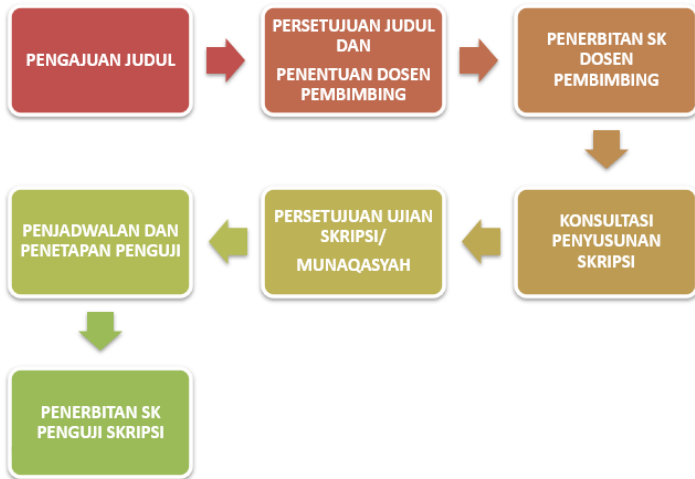 PENGAJUAN JUDUL
PERSETUJUAN JUDUL
DAN
PENENTUAN DOSEN
PEMBIMBING
PENERBITAN SK
DOSEN
PEMBIMBING
KONSULTASI
PENYUSUNAN
SKRIPSI
PERSETUJUAN UJIAN
SKRIPSI/
MUNAQASYAH
PENJADWALAN DAN
PENETAPAN PENGUJI
PENERBITAN SK
PENGUJI SKRIPSI